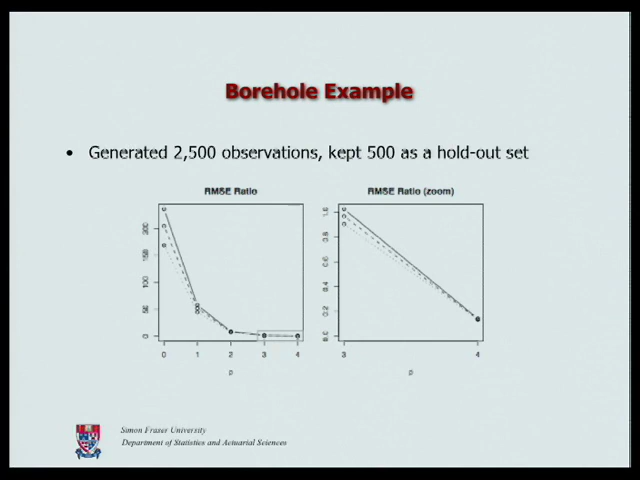 Borehole Example
• Generated 2,500 observations, kept 500 as a hold-out set
RMSE Ratio
RMSE Ratio (zoom)
200
150
100
50
0
0 1 2 3 4
p
1.0
0.8
0.6
0.4
0.2
0.0
3 4
p
Simon Fraser University
Department of Statistics and Actuarial Sciences